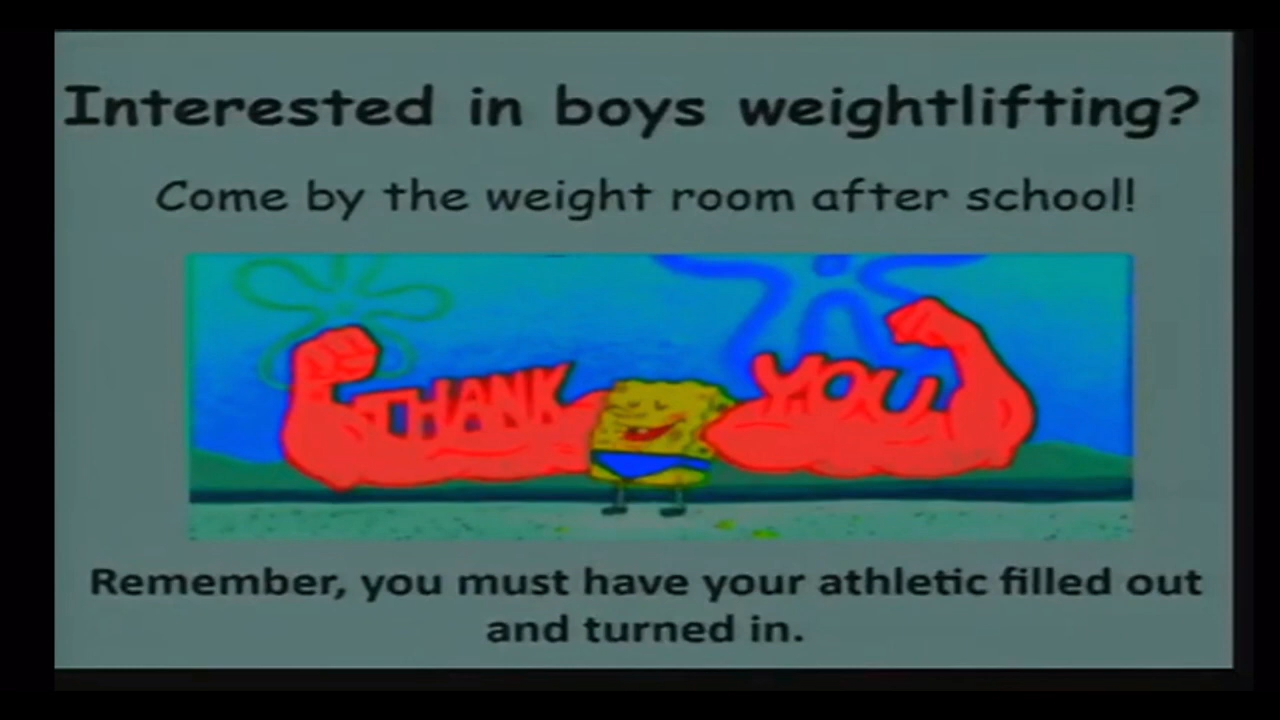 Interested in boys weightlifting?
Come by the weight room after school!
THANK YOU
Remember, you must have your athletic filled out
and turned in.